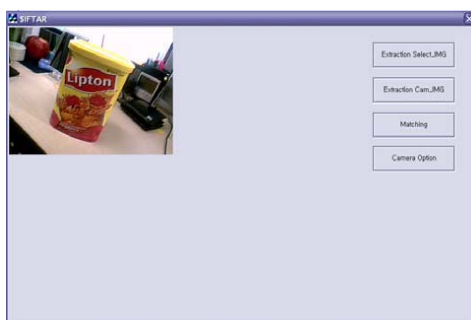 SIFTAR
Lipton
Extraction Select_IMG
Extraction Cam_IMG
Matching
Camera Option